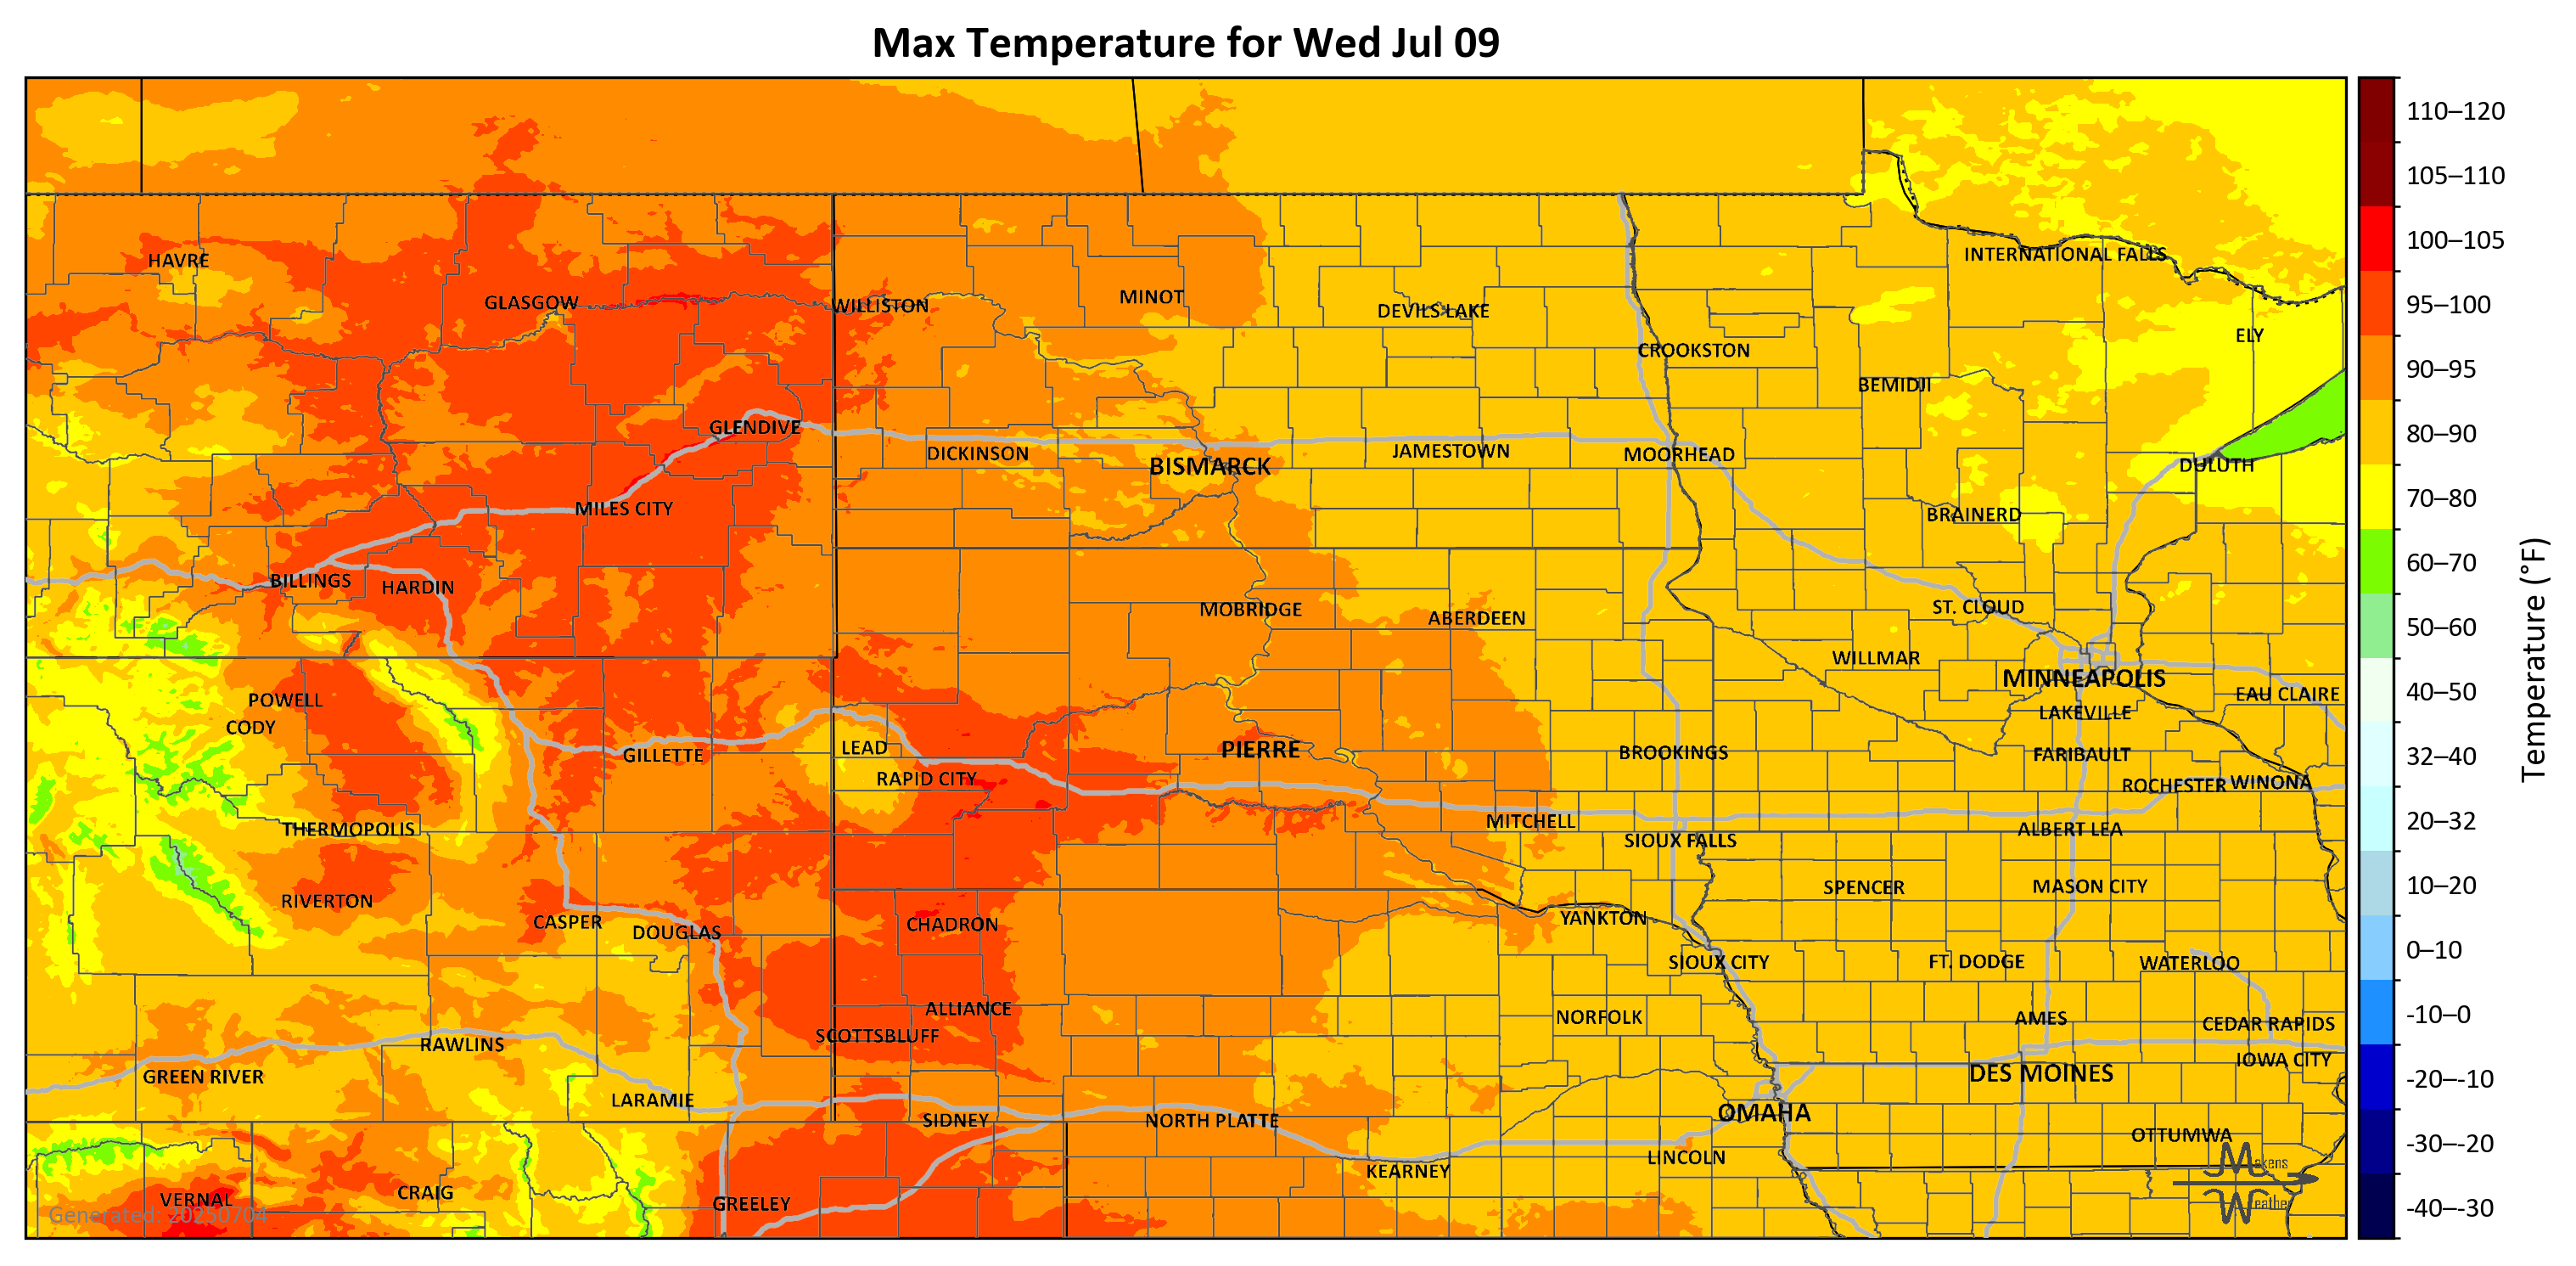 Max Temperature for Wed Jul 09
110–120
105–110
100–105
95–100
90–95
80–90
70–80
60–70
50–60
40–50
32–40
20–32
10–20
0–10
-10–0
-20–-10
-30–-20
-40–-30
Temperature (°F)
HAVRE
GLASGOW
WILLISTON
MINOT
DEVILS LAKE
INTERNATIONAL FALLS
ELY
CROOKSTON
BEMIDJI
GLENDIVE
DICKINSON
BISMARCK
JAMESTOWN
MOORHEAD
DULUTH
MILES CITY
BRAINERD
BILLINGS
HARDIN
MOBRIDGE
ABERDEEN
ST. CLOUD
WILLMAR
MINNEAPOLIS
EAU CLAIRE
POWELL
CODY
LAKEVILLE
GILLETTE
LEAD
PIERRE
BROOKINGS
FARIBAULT
RAPID CITY
ROCHESTER
WINONA
THERMOPOLIS
MITCHELL
SIOUX FALLS
ALBERT LEA
RIVERTON
CASPER
DOUGLAS
CHADRON
YANKTON
SPENCER
MASON CITY
SIOUX CITY
FT. DODGE
WATERLOO
ALLIANCE
SCOTTSBLUFF
NORFOLK
AMES
CEDAR RAPIDS
RAWLINS
IOWA CITY
GREEN RIVER
DES MOINES
LARAMIE
SIDNEY
NORTH PLATTE
OMAHA
OTTUMWA
LINCOLN
KEARNEY
VERNAL
CRAIG
GREELEY
Generated: 20250704
Makens
Weather